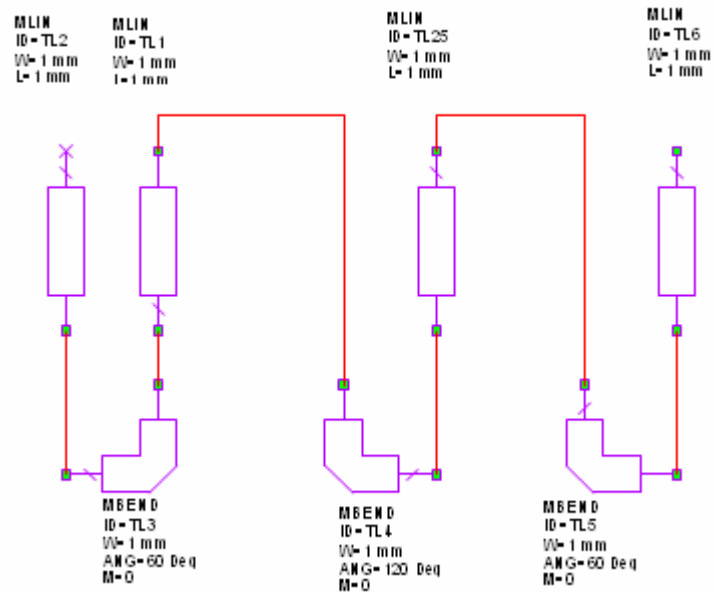 MLIN
ID=TL2
W=1 mm
L=1 mm
MLIN
ID=TL1
W=1 mm
L=1 mm
MLIN
ID=TL25
W=1 mm
L=1 mm
MLIN
ID=TL6
W=1 mm
L=1 mm
MBEND
ID=TL3
W=1 mm
ANG=60 Deg
M=0
MBEND
ID=TL4
W=1 mm
ANG=120 Deg
M=0
MBEND
ID=TL5
W=1 mm
ANG=60 Deg
M=0